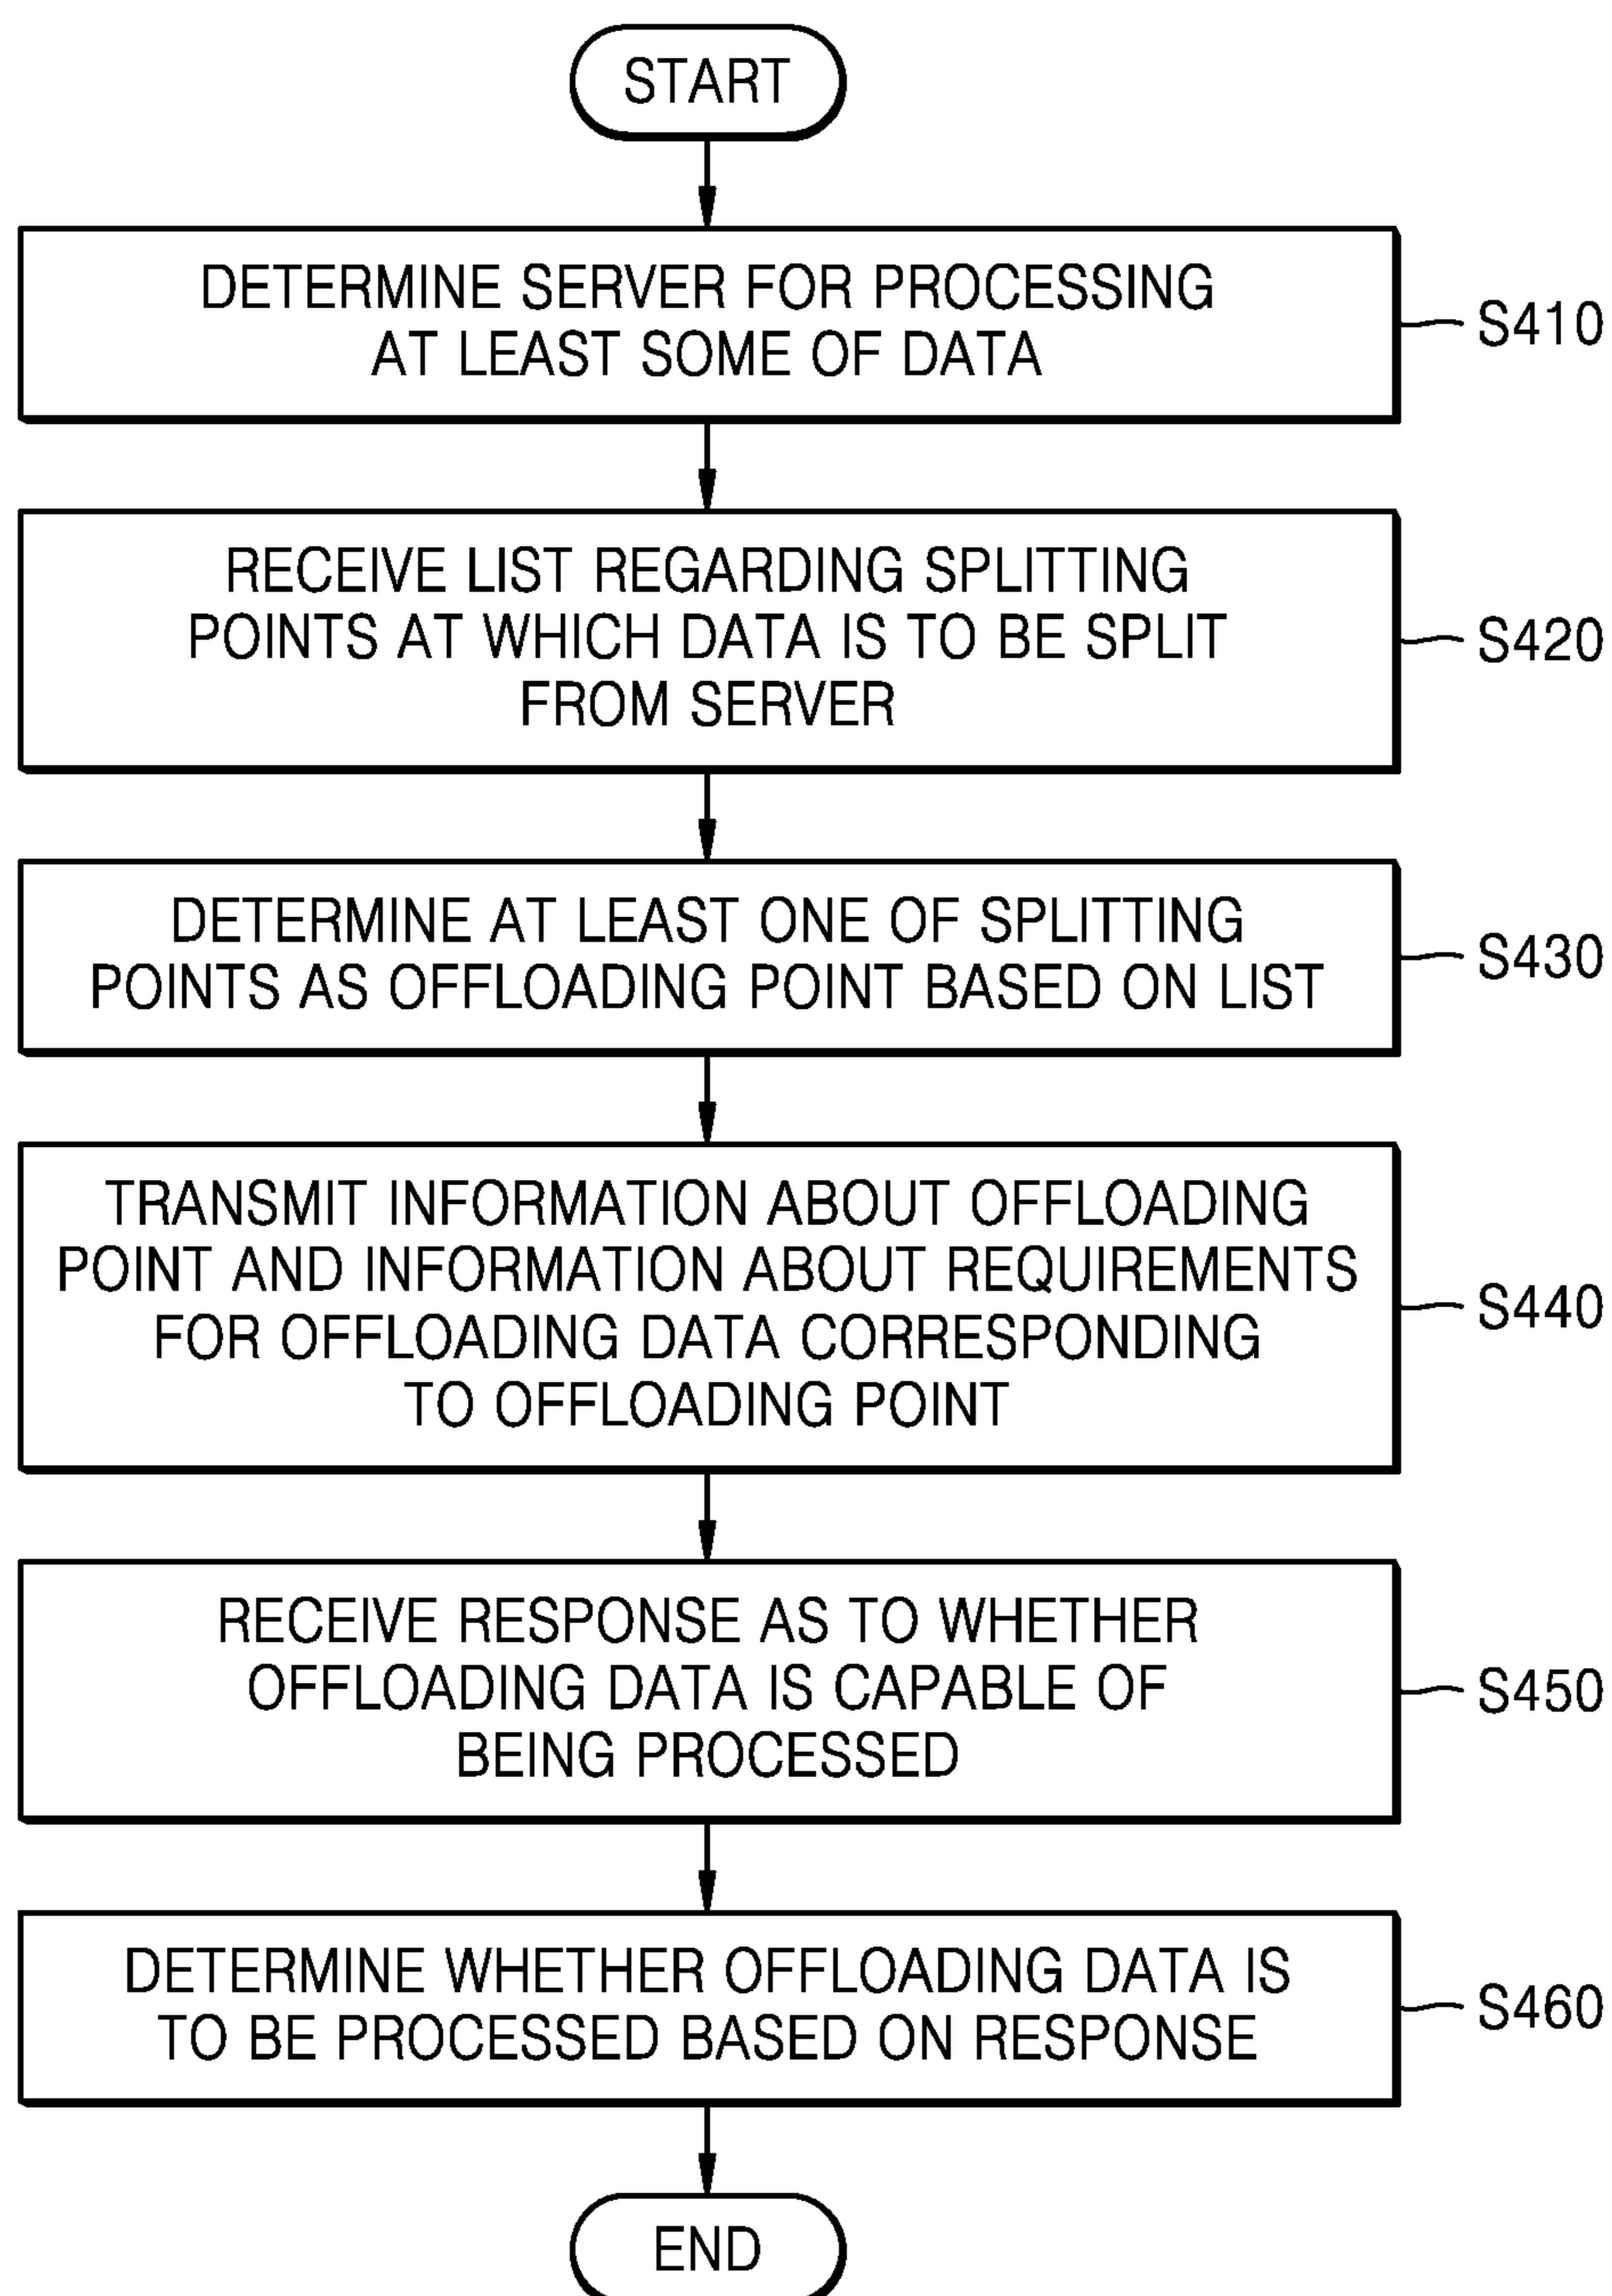 START
DETERMINE SERVER FOR PROCESSING
AT LEAST SOME OF DATA
S410
RECEIVE LIST REGARDING SPLITTING
POINTS AT WHICH DATA IS TO BE SPLIT
FROM SERVER
S420
DETERMINE AT LEAST ONE OF SPLITTING
POINTS AS OFFLOADING POINT BASED ON LIST
S430
TRANSMIT INFORMATION ABOUT OFFLOADING
POINT AND INFORMATION ABOUT REQUIREMENTS
FOR OFFLOADING DATA CORRESPONDING
TO OFFLOADING POINT
S440
RECEIVE RESPONSE AS TO WHETHER
OFFLOADING DATA IS CAPABLE OF
BEING PROCESSED
S450
DETERMINE WHETHER OFFLOADING DATA IS
TO BE PROCESSED BASED ON RESPONSE
S460
END